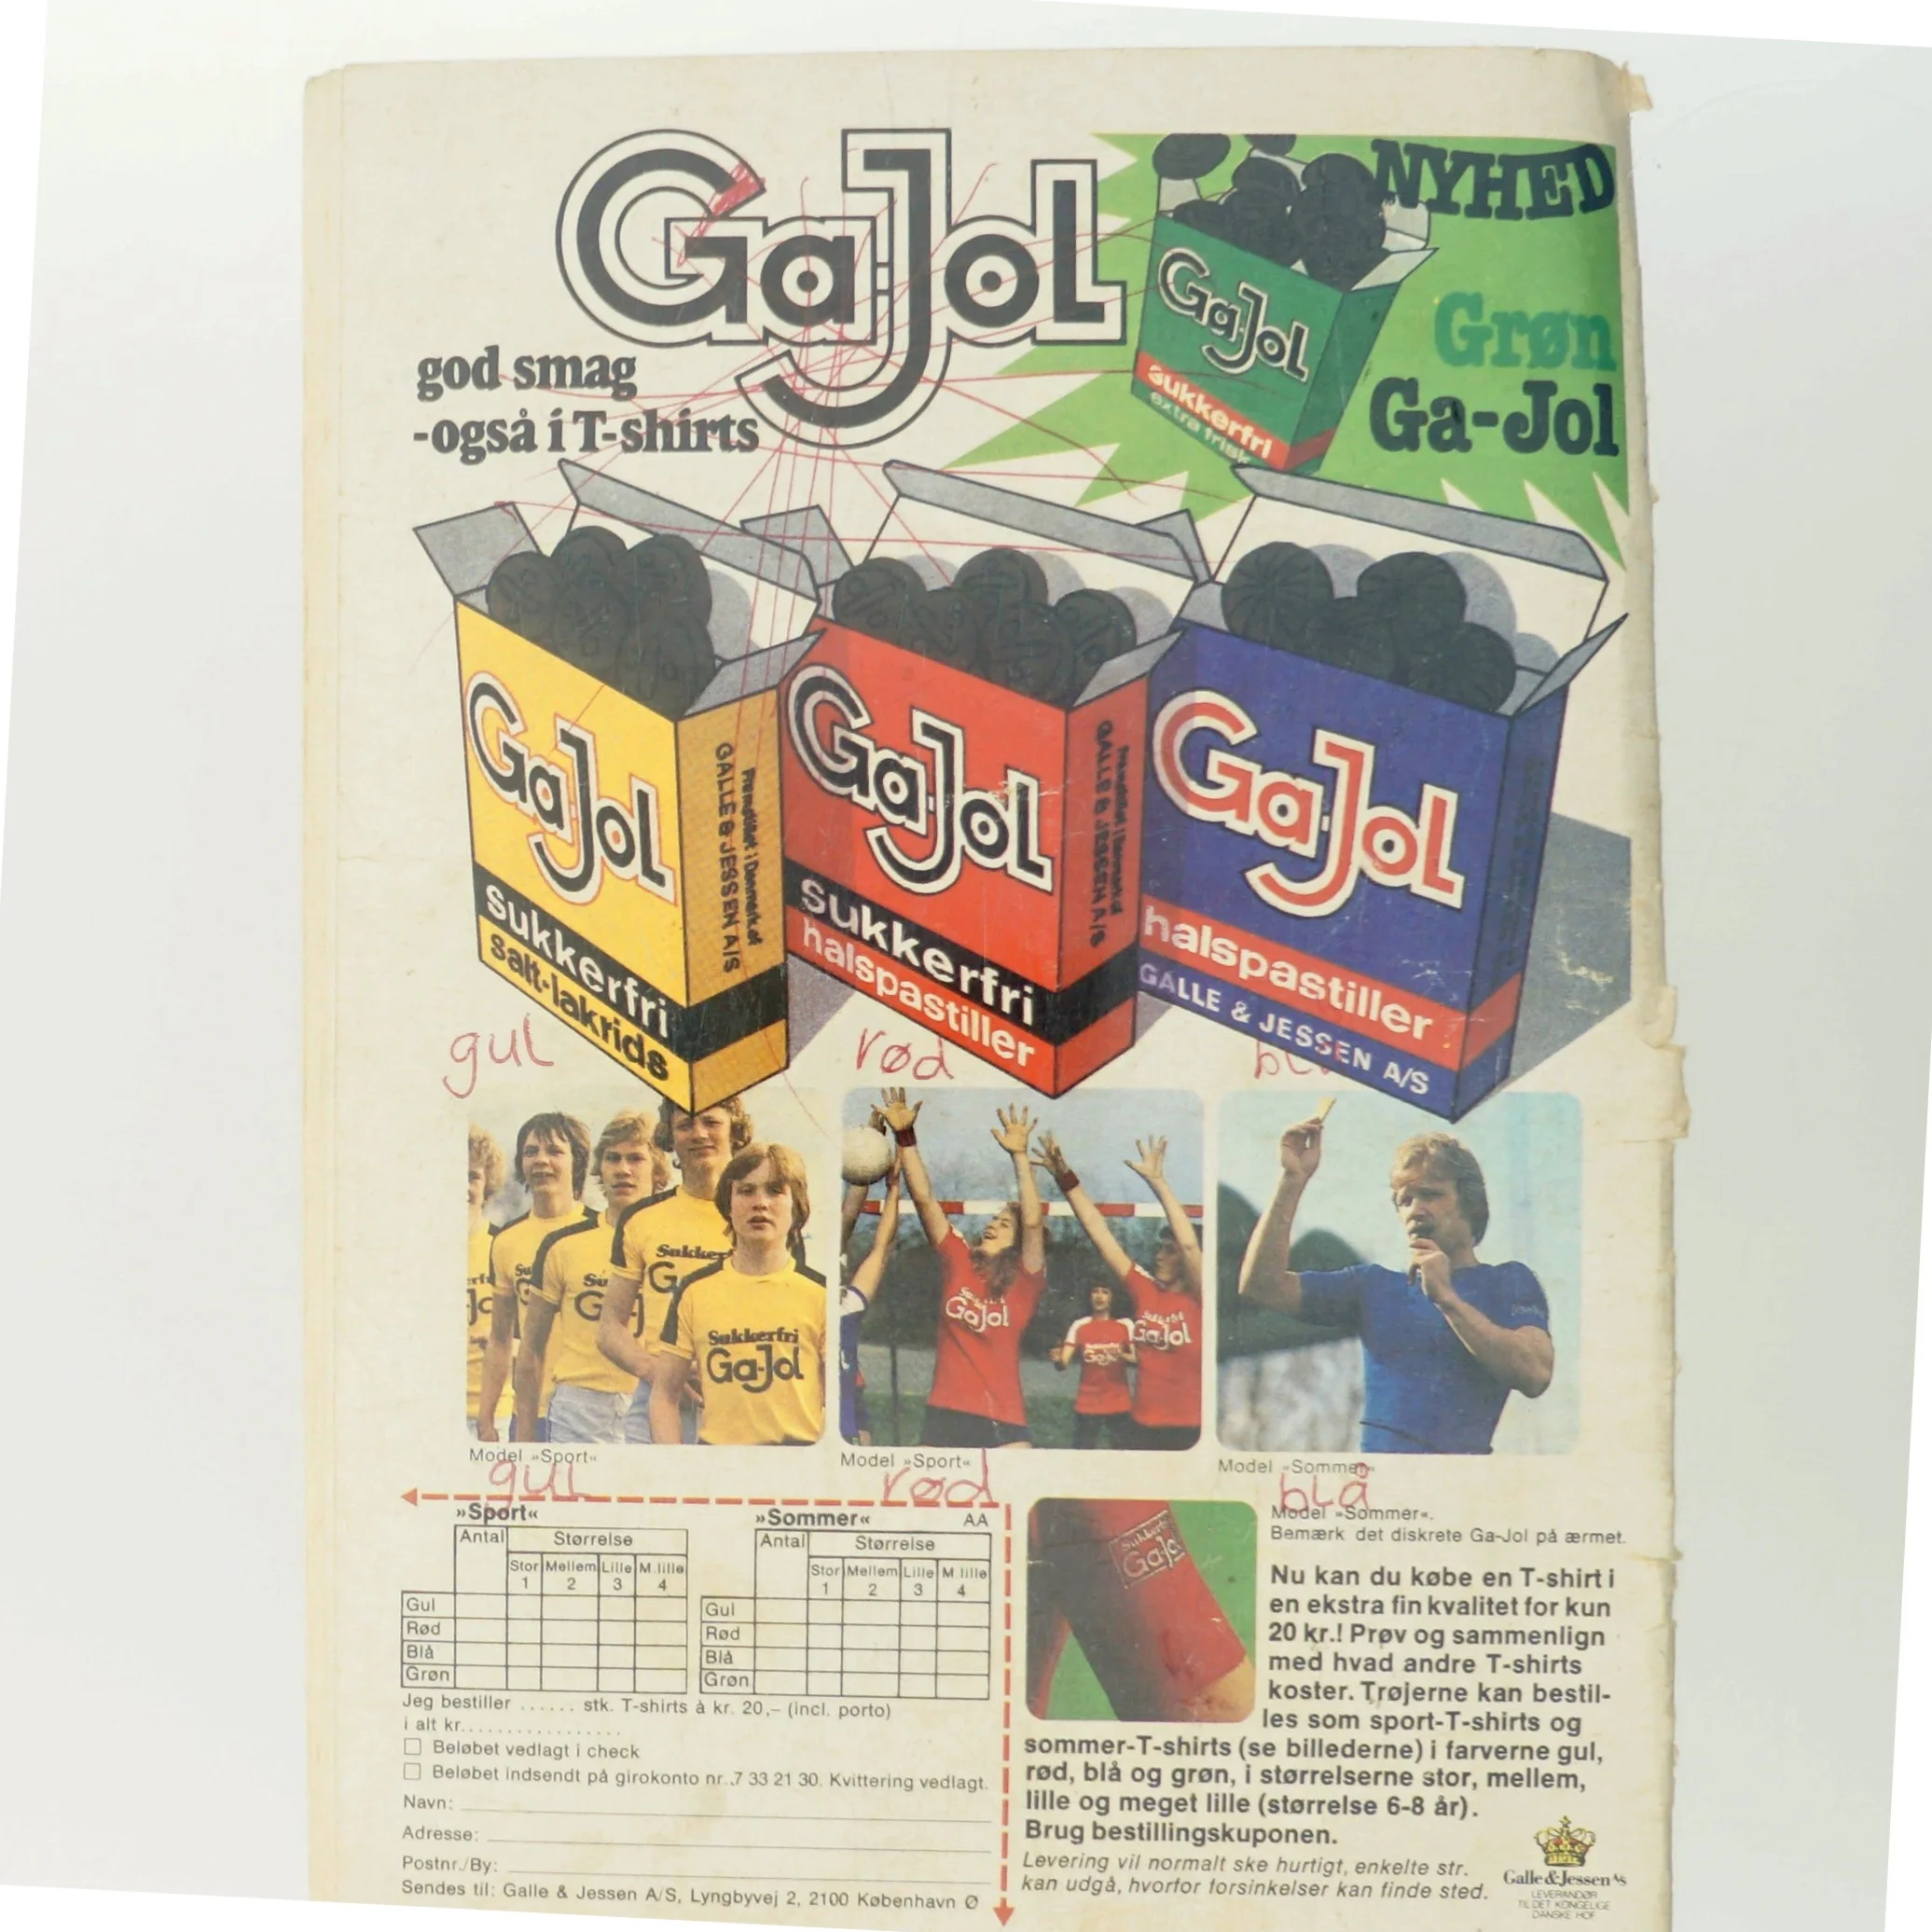 Ga-Jol
NYHED
Grøn
Ga-Jol
god smag
-også i T-shirts
Ga-Jol
sukkerfri
extra frisk
Ga-Jol
Sukkerfri
salt-lakrids
Fremstillet i Danmark af
GALLE & JESSEN A/S
Ga-Jol
Sukkerfri
halspastiller
Fremstillet i Danmark af
GALLE & JESSEN A/S
Ga-Jol
halspastiller
GALLE & JESSEN A/S
gul
rød
Sukkerfri
Ga-Jol
Ga-Jol
Ga-Jol
Model »Sport«
Model »Sport«
Model »Sommer«
gul
rød
blå
»Sport«
Antal Størrelse
Stor Mellem Lille M.lille
1 2 3 4
Gul
Rød
Blå
Grøn
»Sommer« AA
Antal Størrelse
Stor Mellem Lille M.lille
1 2 3 4
Gul
Rød
Blå
Grøn
Jeg bestiller ...... stk. T-shirts à kr. 20,– (incl. porto)
i alt kr.................
Beløbet vedlagt i check
Beløbet indsendt på girokonto nr..7 33 21 30. Kvittering vedlagt.
Navn:
Adresse:
Postnr./By:
Sendes til: Galle & Jessen A/S, Lyngbyvej 2, 2100 København Ø
Sukkerfri
Ga-Jol
Model »Sommer«.
Bemærk det diskrete Ga-Jol på ærmet.
Nu kan du købe en T-shirt i
en ekstra fin kvalitet for kun
20 kr.! Prøv og sammenlign
med hvad andre T-shirts
koster. Trøjerne kan bestil-
les som sport-T-shirts og
sommer-T-shirts (se billederne) i farverne gul,
rød, blå og grøn, i størrelserne stor, mellem,
lille og meget lille (størrelse 6-8 år).
Brug bestillingskuponen.
Levering vil normalt ske hurtigt, enkelte str.
kan udgå, hvorfor forsinkelser kan finde sted.
Galle & Jessen A/S
LEVERANDØR
TIL DET KONGELIGE
DANSKE HOF